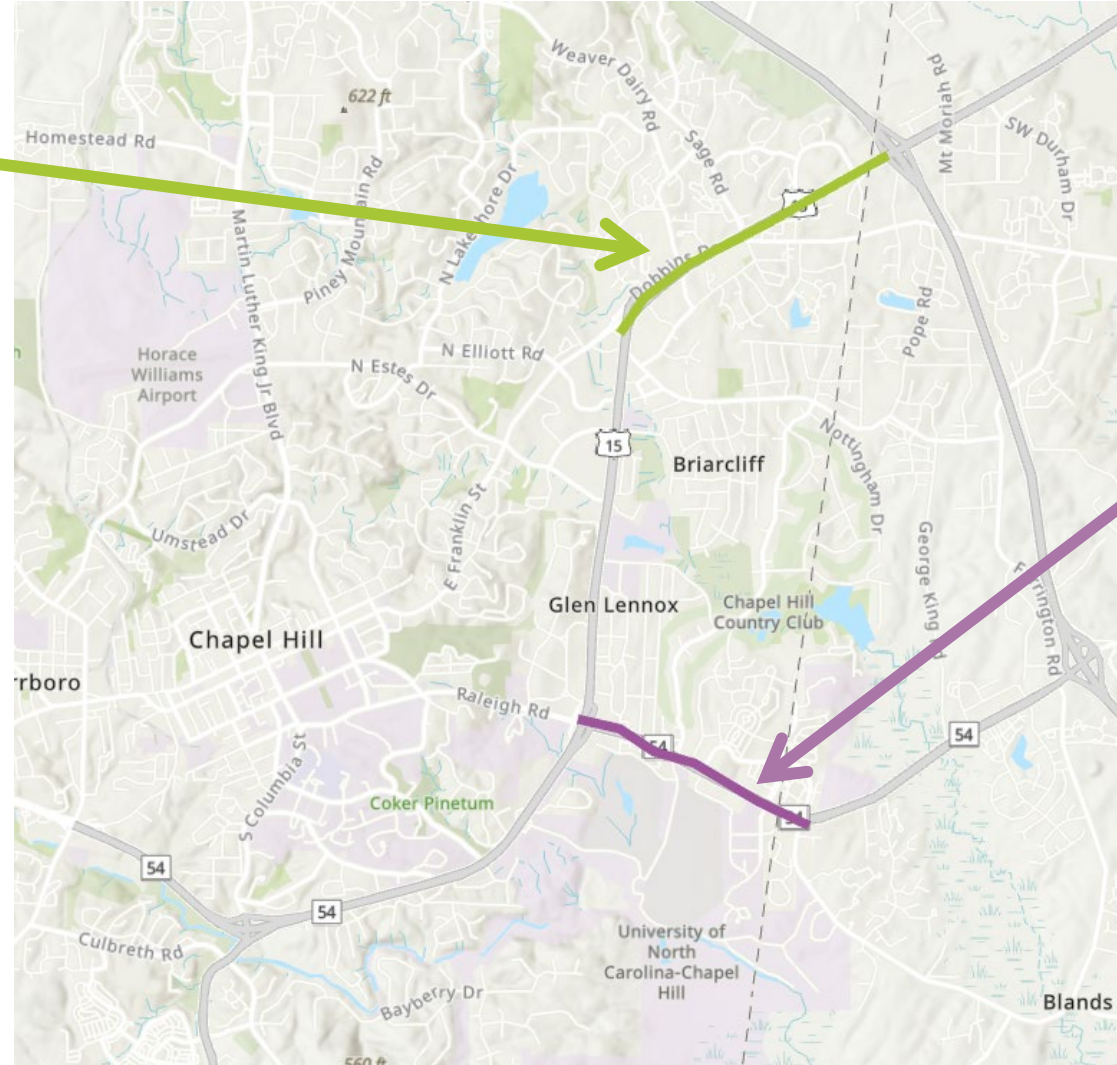 Weaver Dairy Rd
622 ft
Homestead Rd
Mt Moriah Rd
SW Durham Dr
Sage Rd
Piney Mountain Rd
N Lakeshore Dr
Martin Luther King Jr Blvd
Dobbins Dr
Pope Rd
Horace
Williams
Airport
N Elliott Rd
N Estes Dr
15
Briarcliff
Nottingham Dr
Umstead Dr
E Franklin St
George King Rd
Farrington Rd
Glen Lennox
Chapel Hill
Country Club
Chapel Hill
rrboro
Raleigh Rd
54
54
S Columbia St
Coker Pinetum
54
54
54
Culbreth Rd
University of
North
Carolina-Chapel
Hill
Bayberry Dr
Blands
560 ft